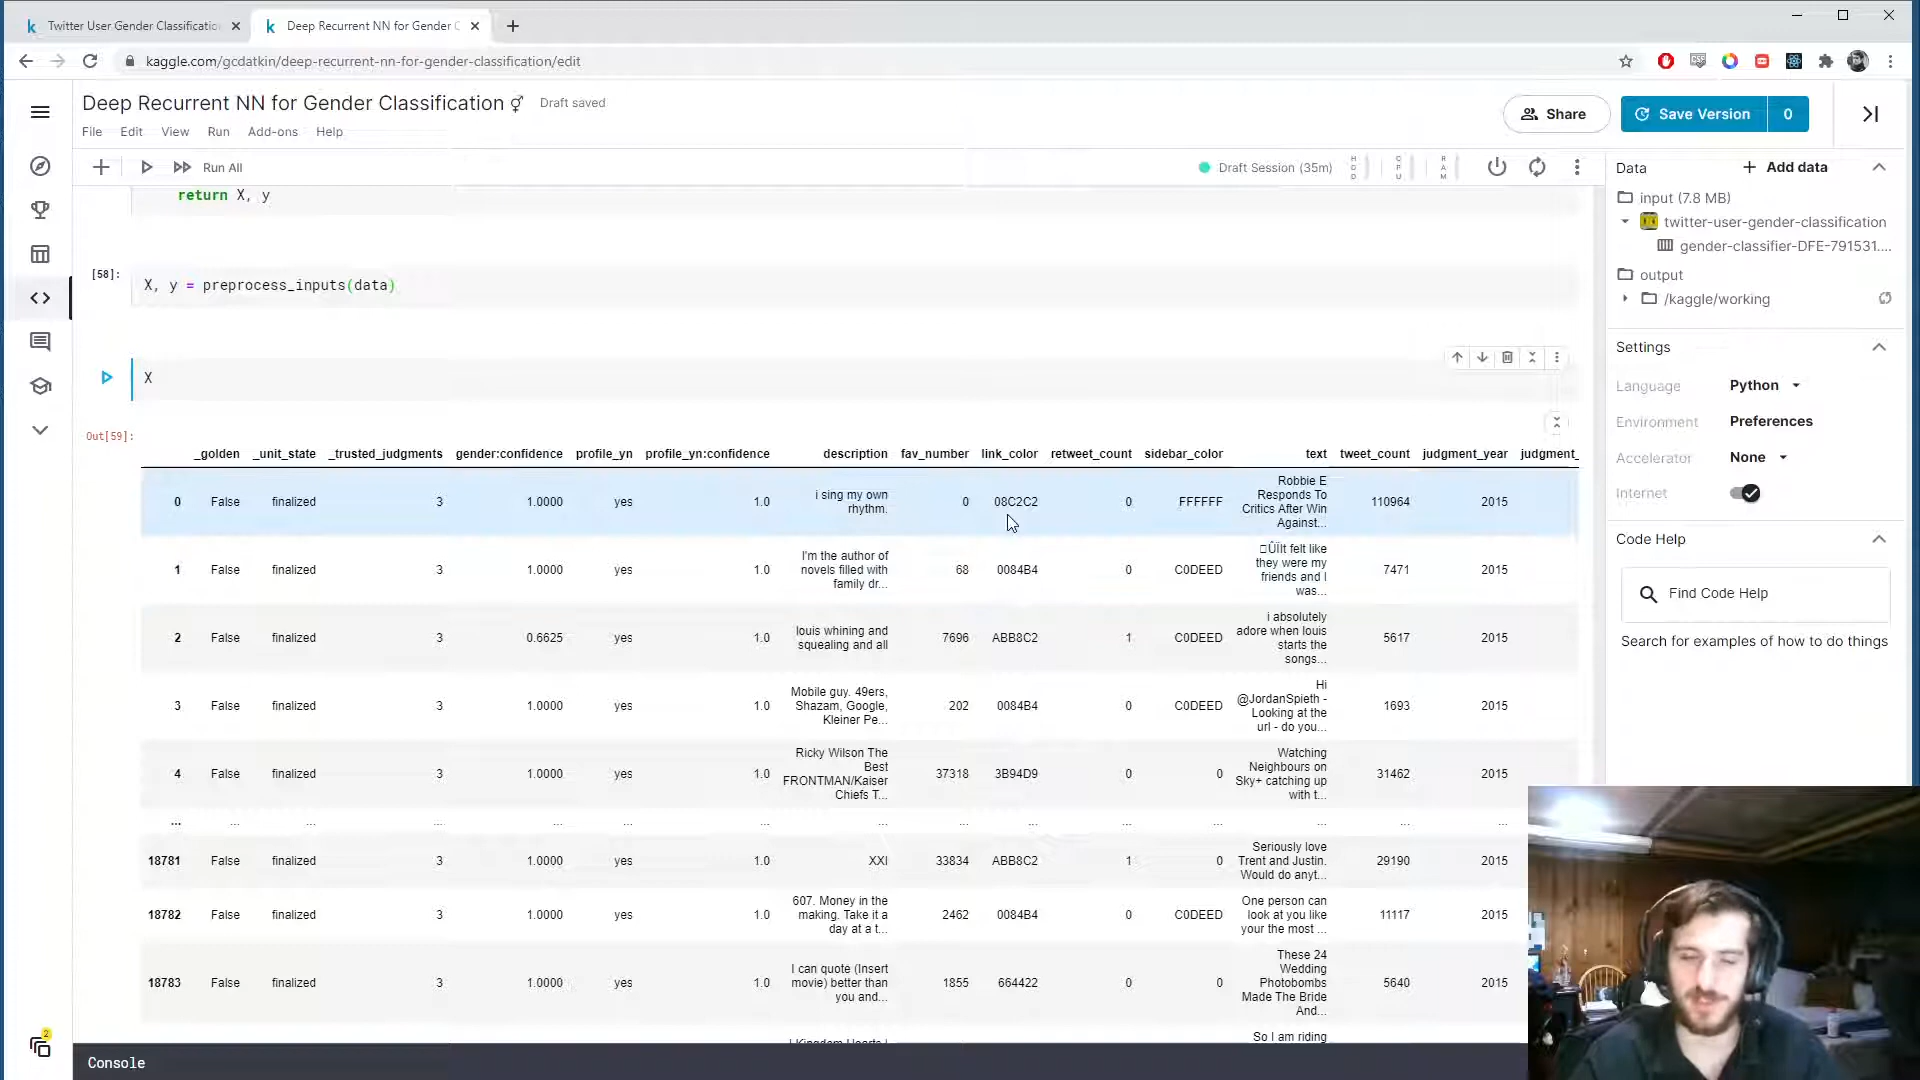 Twitter User Gender Classificatio
Deep Recurrent NN for Gender C
kaggle.com/gcdatkin/deep-recurrent-nn-for-gender-classification/edit
Deep Recurrent NN for Gender Classification ⚥ Draft saved
Share
Save Version 0
File Edit View Run Add-ons Help
Run All
Draft Session (35m)
HDD CPU RAM
return X, y
[58]: X, y = preprocess_inputs(data)
X
Out[59]:
_golden _unit_state _trusted_judgments gender:confidence profile_yn profile_yn:confidence description fav_number link_color retweet_count sidebar_color text tweet_count judgment_year judgment_
0 False finalized 3 1.0000 yes 1.0 i sing my own rhythm. 0 08C2C2 0 FFFFFF Robbie E Responds To Critics After Win Against... 110964 2015
1 False finalized 3 1.0000 yes 1.0 I'm the author of novels filled with family dr... 68 0084B4 0 C0DEED □ÛÏIt felt like they were my friends and I was... 7471 2015
2 False finalized 3 0.6625 yes 1.0 louis whining and squealing and all 7696 ABB8C2 1 C0DEED i absolutely adore when louis starts the songs... 5617 2015
3 False finalized 3 1.0000 yes 1.0 Mobile guy. 49ers, Shazam, Google, Kleiner Pe... 202 0084B4 0 C0DEED Hi @JordanSpieth - Looking at the url - do you... 1693 2015
4 False finalized 3 1.0000 yes 1.0 Ricky Wilson The Best FRONTMAN/Kaiser Chiefs T... 37318 3B94D9 0 0 Watching Neighbours on Sky+ catching up with t... 31462 2015
... ... ... ... ... ... ... ... ... ... ... ... ... ... ...
18781 False finalized 3 1.0000 yes 1.0 XXI 33834 ABB8C2 1 0 Seriously love Trent and Justin. Would do anyt... 29190 2015
18782 False finalized 3 1.0000 yes 1.0 607. Money in the making. Take it a day at a t... 2462 0084B4 0 C0DEED One person can look at you like your the most ... 11117 2015
18783 False finalized 3 1.0000 yes 1.0 I can quote (Insert movie) better than you and... 1855 664422 0 0 These 24 Wedding Photobombs Made The Bride And... 5640 2015
So I am riding
Console
2
Data
Add data
input (7.8 MB)
twitter-user-gender-classification
gender-classifier-DFE-791531....
output
/kaggle/working
Settings
Language Python
Environment Preferences
Accelerator None
Internet
Code Help
Find Code Help
Search for examples of how to do things